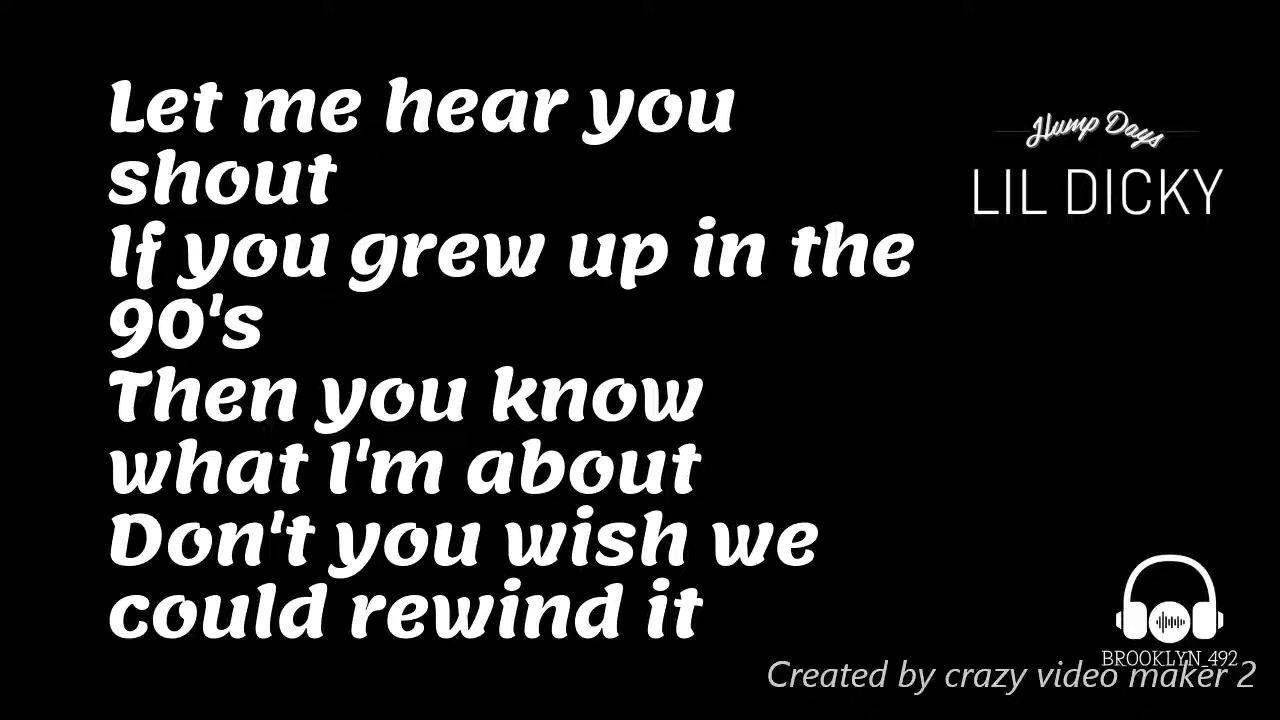 Let me hear you
shout
If you grew up in the
90's
Then you know
what I'm about
Don't you wish we
could rewind it
Hump Days
LIL DICKY
BROOKLYN_492
Created by crazy video maker 2